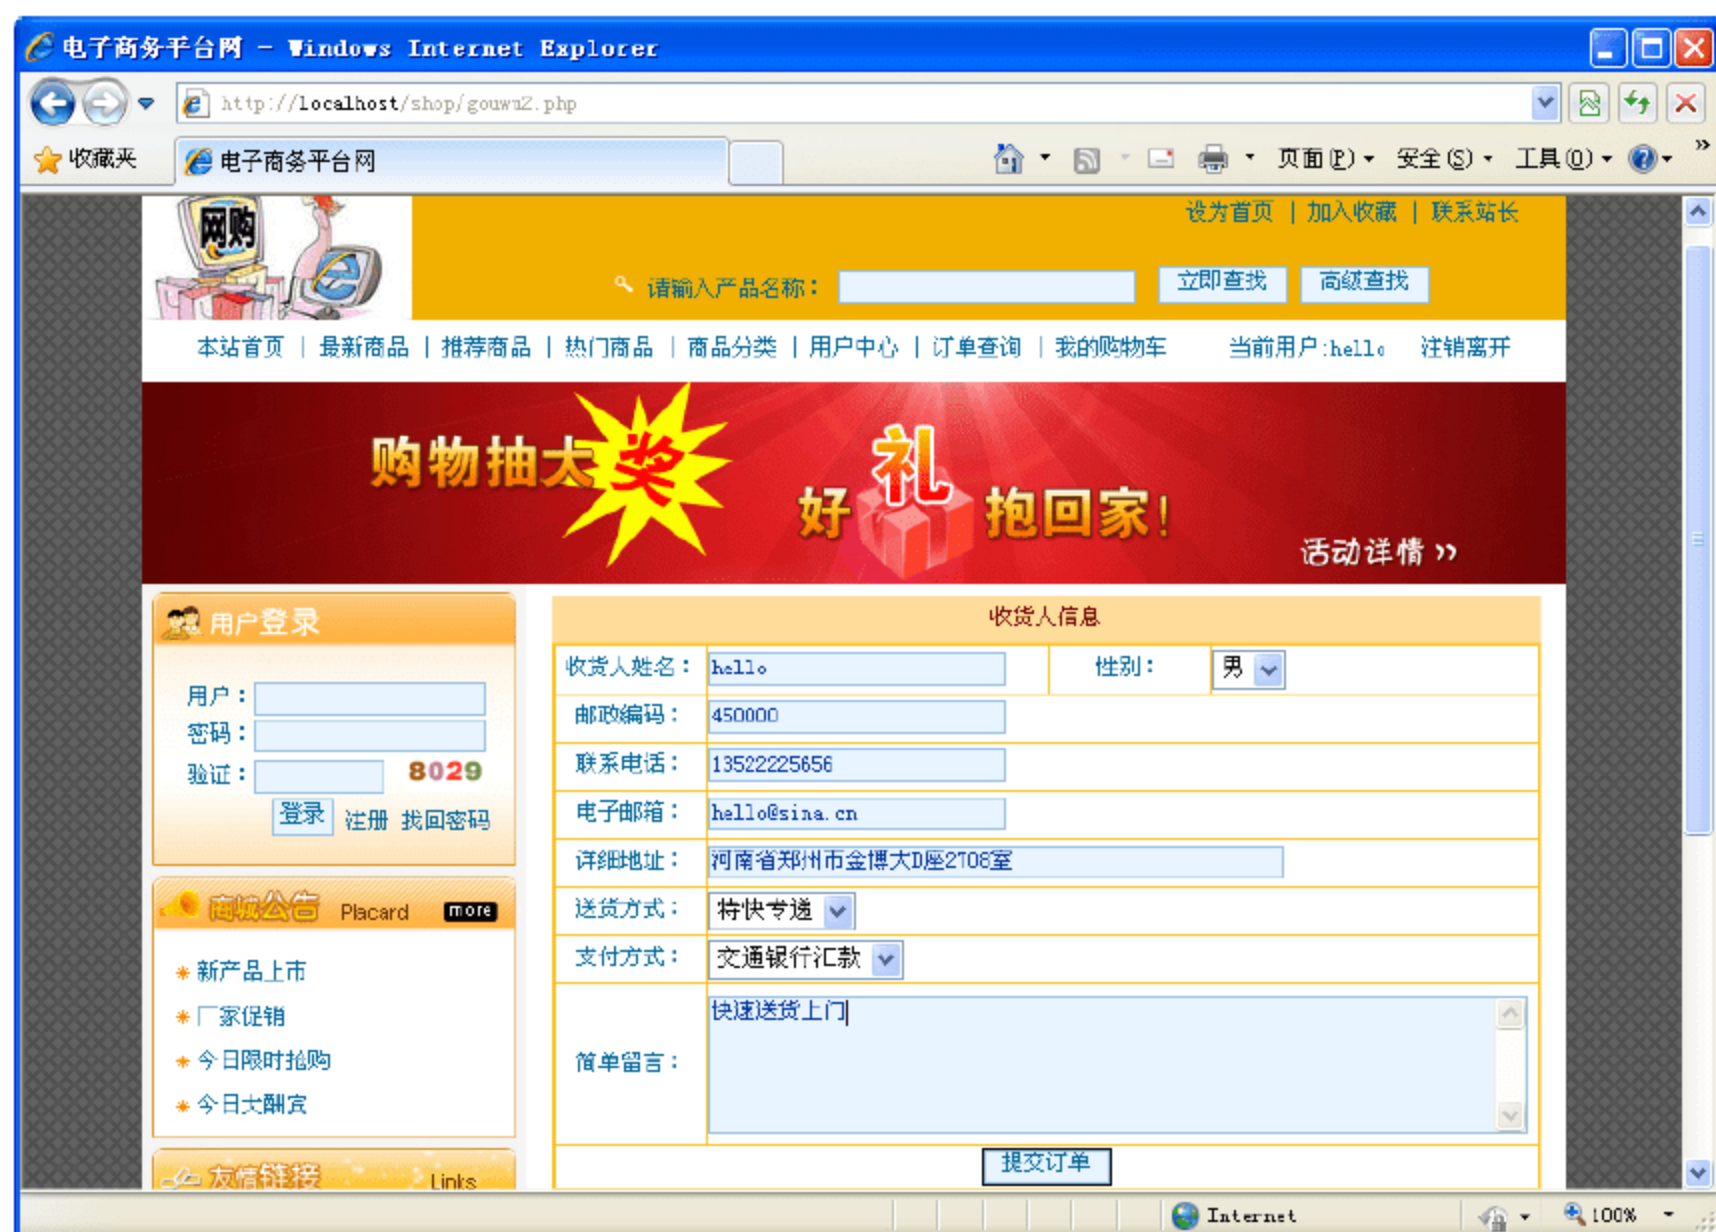 电子商务平台网 - Windows Internet Explorer
http://localhost/shop/gouwu2.php
收藏夹 电子商务平台网 页面(P) 安全(S) 工具(O) »
网购
设为首页 | 加入收藏 | 联系站长
请输入产品名称： 立即查找 高级查找
本站首页 | 最新商品 | 推荐商品 | 热门商品 | 商品分类 | 用户中心 | 订单查询 | 我的购物车 当前用户:hello 注销离开
购物抽大奖
好礼抱回家!
活动详情 »
用户登录
用户：
密码：
验证： 8029
登录 注册 找回密码
商城公告 Placard more
新产品上市
厂家促销
今日限时抢购
今日大酬宾
友情链接 Links
收货人信息
收货人姓名： hello 性别： 男
邮政编码： 450000
联系电话： 13522225656
电子邮箱： hello@sina.cn
详细地址： 河南省郑州市金博大D座2708室
送货方式： 特快专递
支付方式： 交通银行汇款
简单留言： 快速送货上门
提交订单
Internet 100%